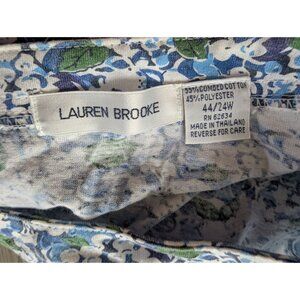 LAUREN BROOKE
55% COMBED COTTON
45% POLYESTER
44/24W
RN 62634
MADE IN THAILAND
REVERSE FOR CARE